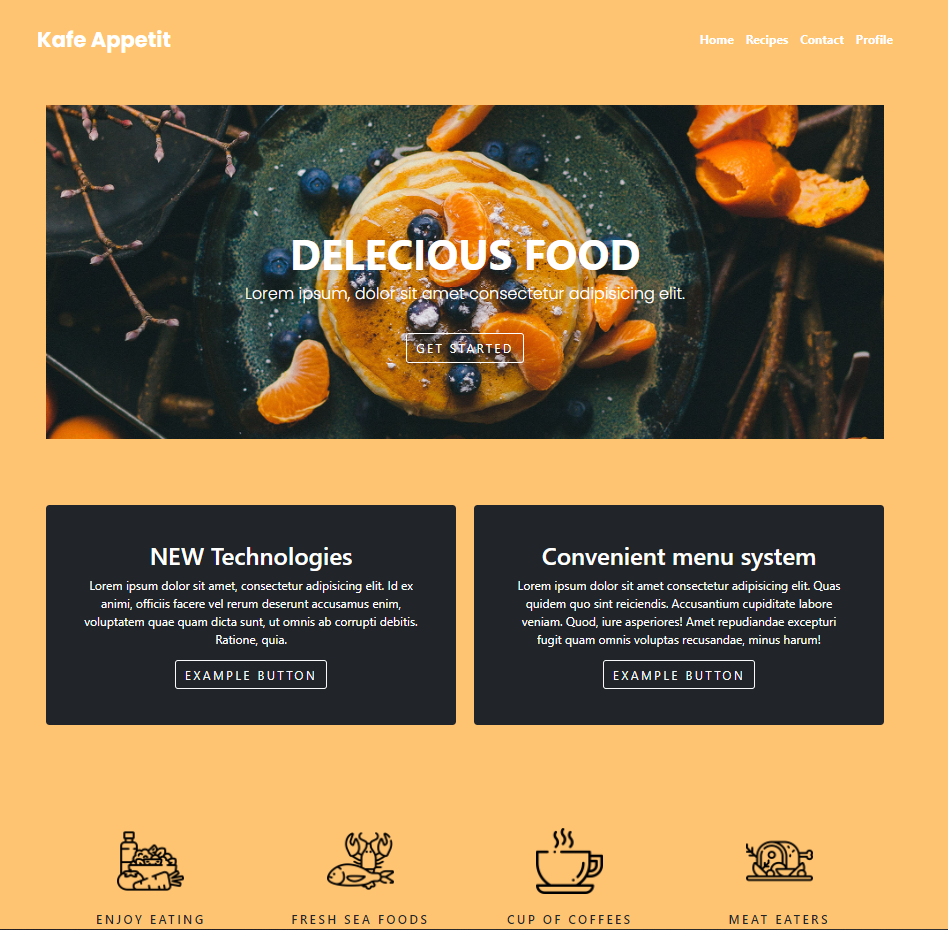 Kafe Appetit
Home Recipes Contact Profile
DELECIOUS FOOD
Lorem ipsum, dolor sit amet consectetur adipisicing elit.
GET STARTED
NEW Technologies
Lorem ipsum dolor sit amet, consectetur adipisicing elit. Id ex
animi, officiis facere vel rerum deserunt accusamus enim,
voluptatem quae quam dicta sunt, ut omnis ab corrupti debitis.
Ratione, quia.
EXAMPLE BUTTON
Convenient menu system
Lorem ipsum dolor sit amet consectetur adipisicing elit. Quas
quidem quo sint reiciendis. Accusantium cupiditate labore
veniam. Quod, iure asperiores! Amet repudiandae excepturi
fugit quam omnis voluptas recusandae, minus harum!
EXAMPLE BUTTON
ENJOY EATING
FRESH SEA FOODS
CUP OF COFFEES
MEAT EATERS